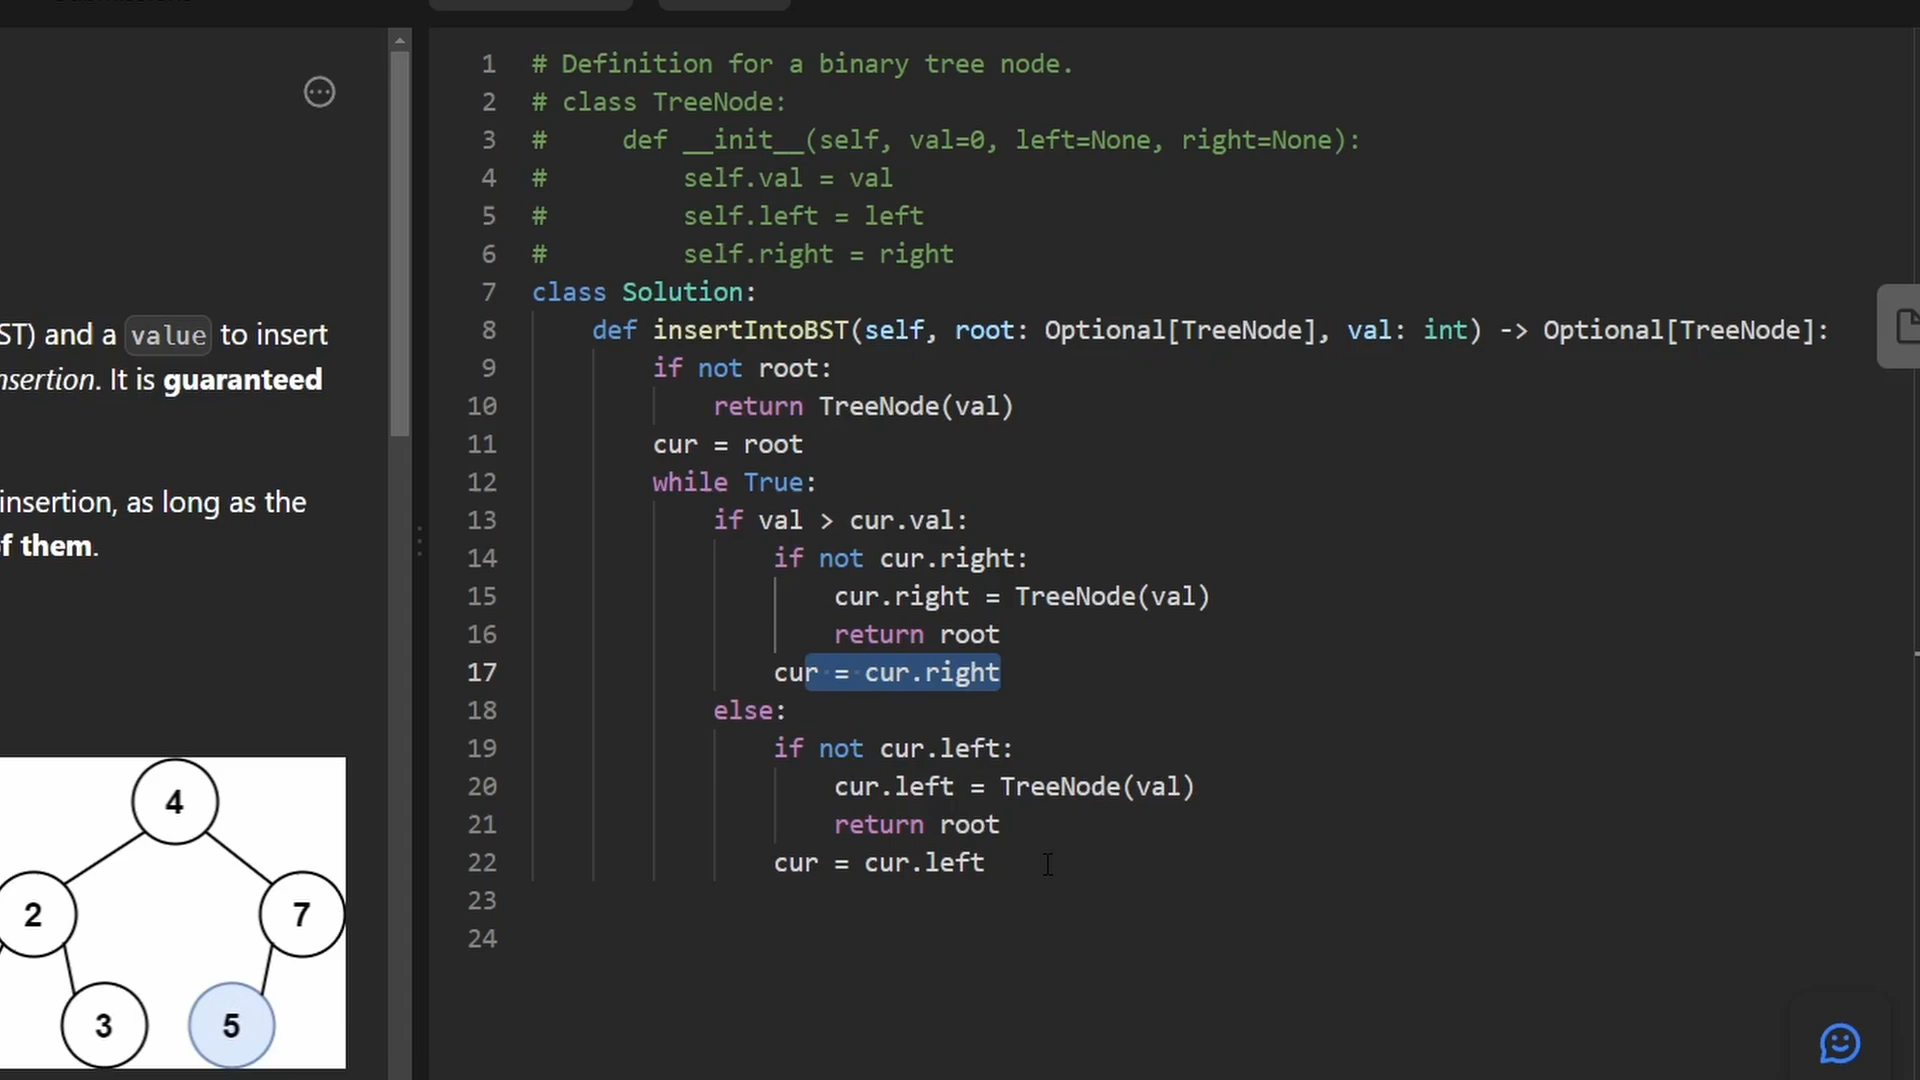 ST) and a value to insert
nsertion. It is guaranteed
insertion, as long as the
f them.
4
2
7
3
5
1 # Definition for a binary tree node.
2 # class TreeNode:
3 #     def __init__(self, val=0, left=None, right=None):
4 #         self.val = val
5 #         self.left = left
6 #         self.right = right
7 class Solution:
8     def insertIntoBST(self, root: Optional[TreeNode], val: int) -> Optional[TreeNode]:
9         if not root:
10             return TreeNode(val)
11         cur = root
12         while True:
13             if val > cur.val:
14                 if not cur.right:
15                     cur.right = TreeNode(val)
16                     return root
17                 cur = cur.right
18             else:
19                 if not cur.left:
20                     cur.left = TreeNode(val)
21                     return root
22                 cur = cur.left
23
24